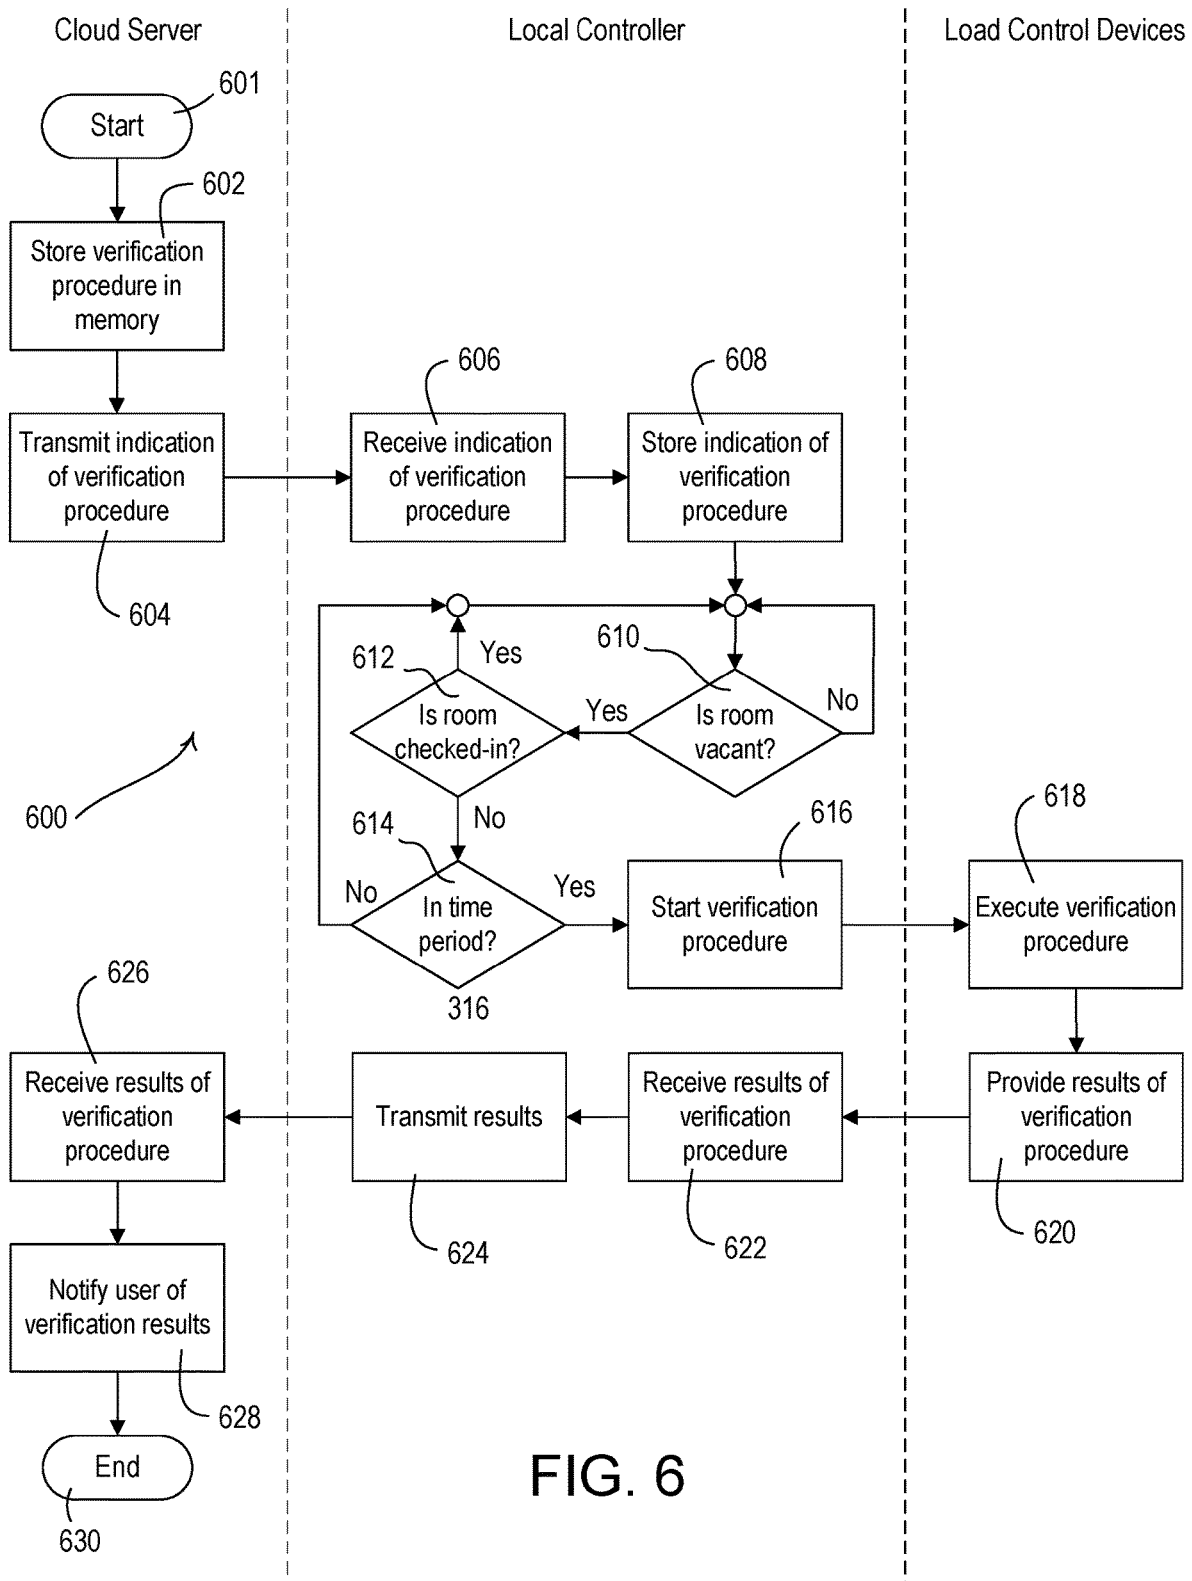 Cloud Server
Local Controller
Load Control Devices
601
Start
602
Store verification
procedure in
memory
606
608
Transmit indication
of verification
procedure
Receive indication
of verification
procedure
Store indication of
verification
procedure
604
612
Yes
610
Is room
checked-in?
Yes
Is room
vacant?
No
600
614
No
616
618
No
In time
period?
Yes
Start verification
procedure
Execute verification
procedure
316
626
Receive results of
verification
procedure
Transmit results
Receive results of
verification
procedure
Provide results of
verification
procedure
624
622
620
Notify user of
verification results
628
End
630
FIG. 6